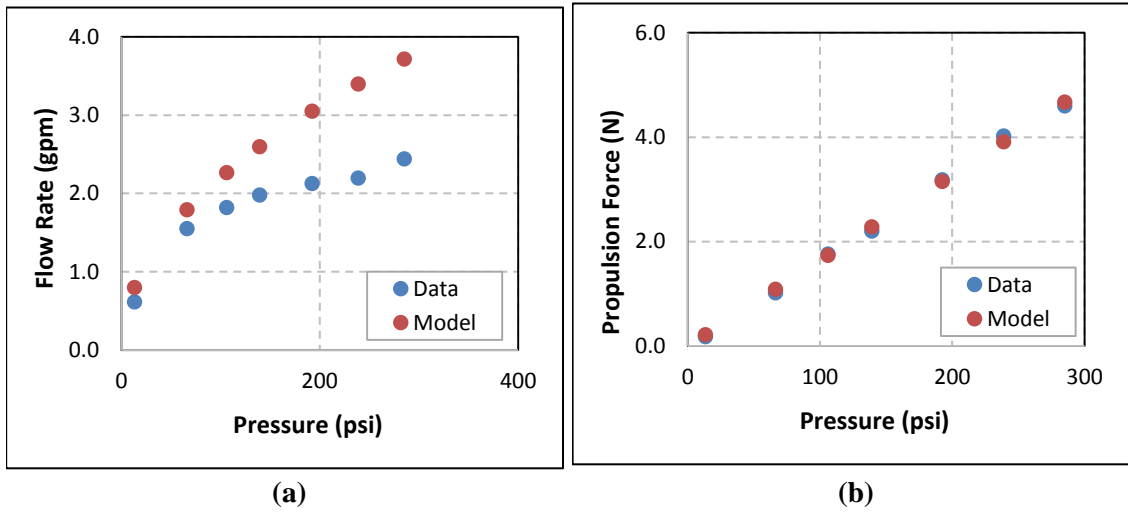 4.0
3.0
2.0
1.0
0.0
0
200
400
Flow Rate (gpm)
Pressure (psi)
Data
Model
(a)
6.0
4.0
2.0
0.0
0
100
200
300
Propulsion Force (N)
Pressure (psi)
Data
Model
(b)